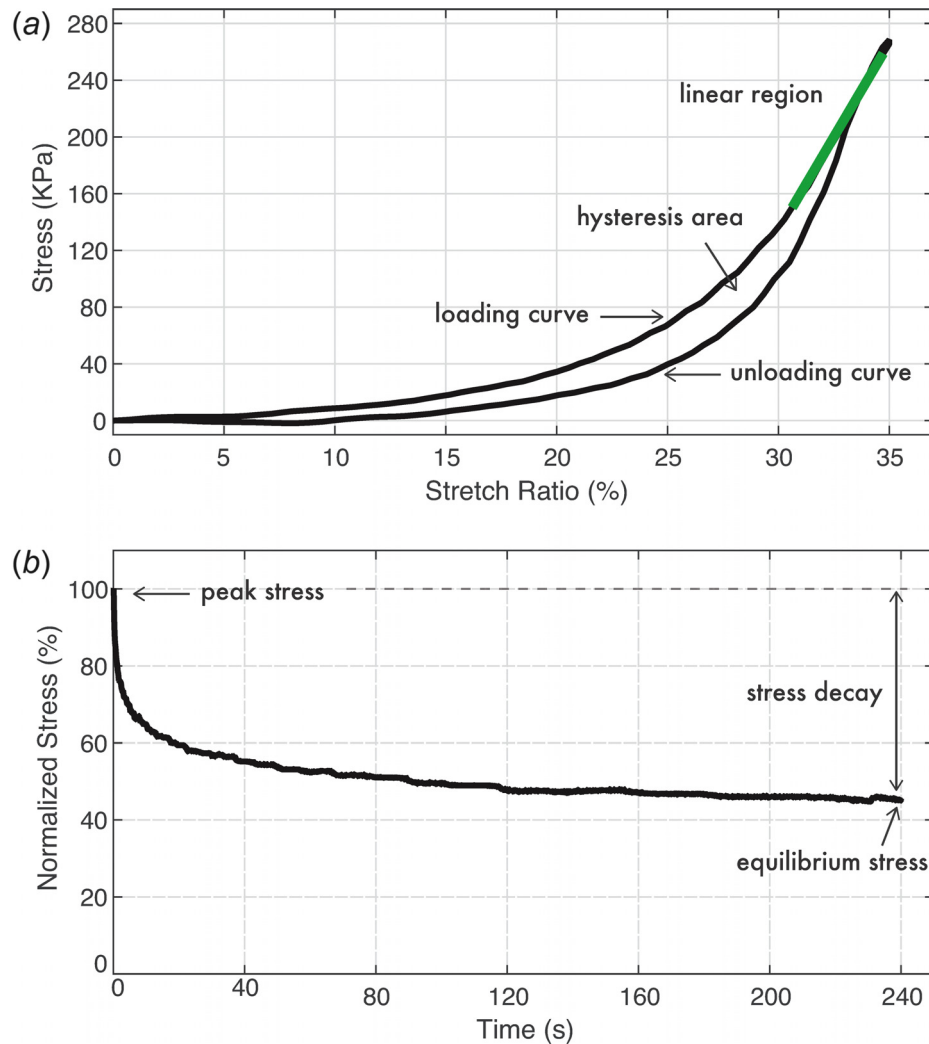 (a)
Stress (KPa)
280
240
200
160
120
80
40
0
linear region
hysteresis area
loading curve
unloading curve
0 5 10 15 20 25 30 35
Stretch Ratio (%)
(b)
Normalized Stress (%)
100
80
60
40
20
0
peak stress
stress decay
equilibrium stress
0 40 80 120 160 200 240
Time (s)